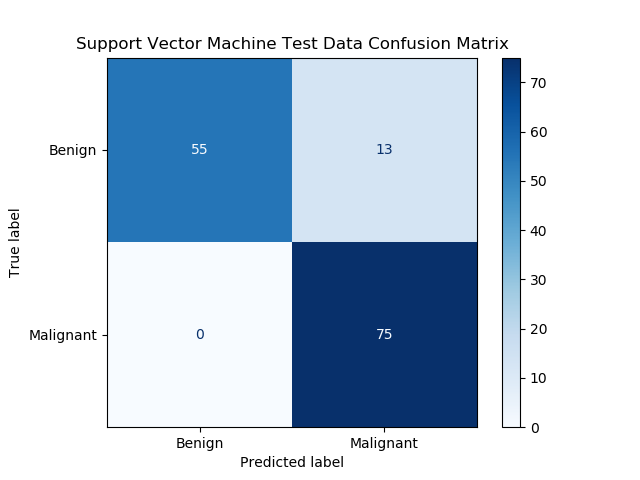 Support Vector Machine Test Data Confusion Matrix
True label
Benign
55
13
Malignant
0
75
Benign
Malignant
Predicted label
70
60
50
40
30
20
10
0